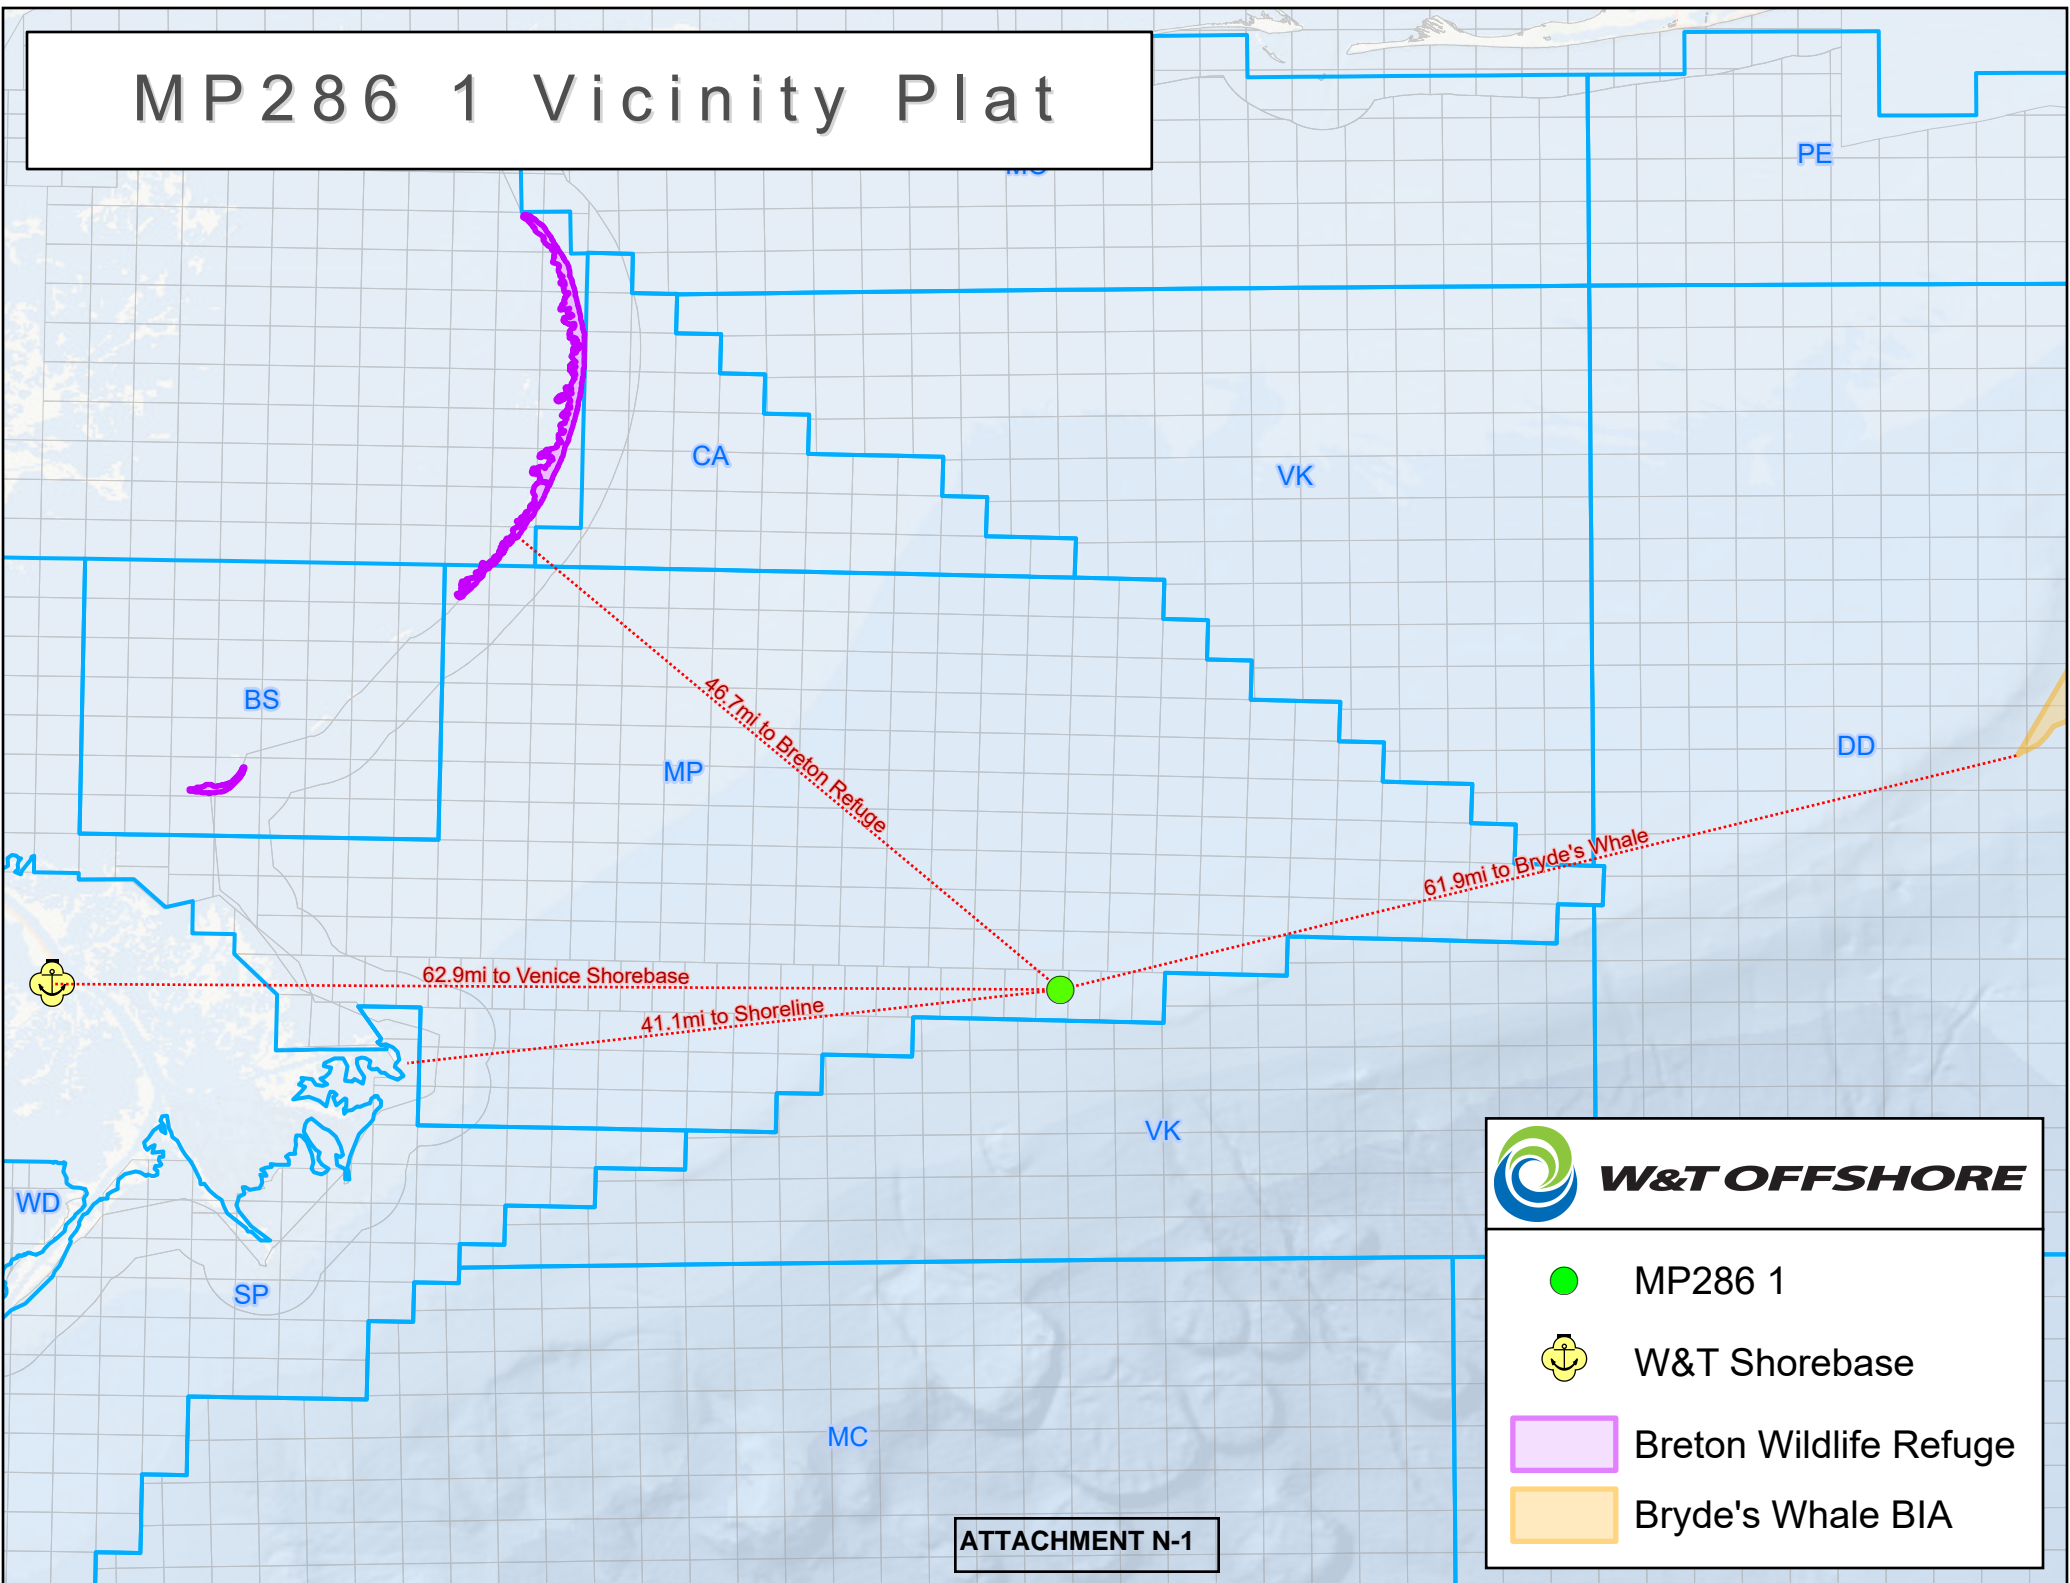 MP286 1 Vicinity Plat
PE
CA
VK
46.7mi to Breton Refuge
BS
MP
DD
61.9mi to Bryde's Whale
62.9mi to Venice Shorebase
41.1mi to Shoreline
VK
WD
SP
MC
W&T OFFSHORE
MP286 1
W&T Shorebase
Breton Wildlife Refuge
Bryde's Whale BIA
ATTACHMENT N-1